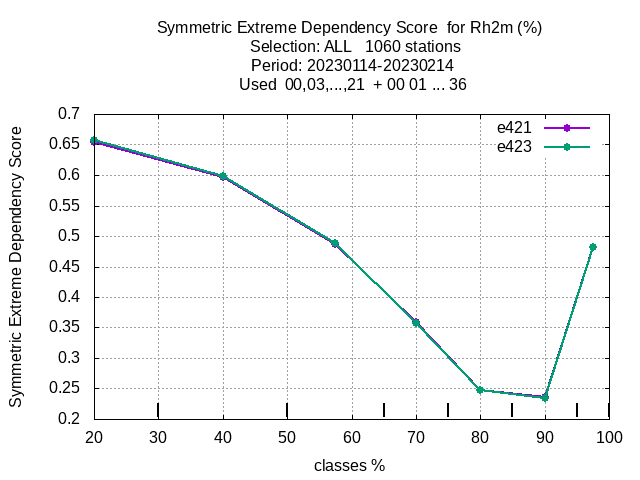 Symmetric Extreme Dependency Score  for Rh2m (%)
Selection: ALL   1060 stations
Period: 20230114-20230214
Used  00,03,...,21  + 00 01 ... 36
e421
e423
Symmetric Extreme Dependency Score
0.7
0.65
0.6
0.55
0.5
0.45
0.4
0.35
0.3
0.25
0.2
20 30 40 50 60 70 80 90 100
classes %